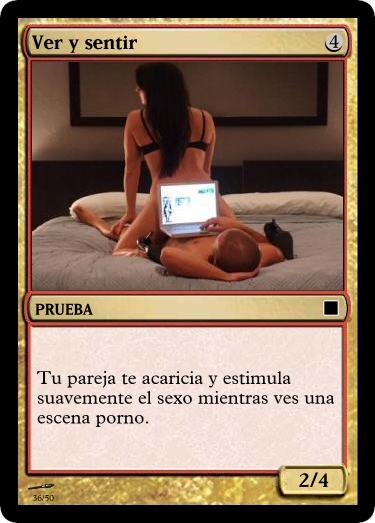 Ver y sentir 4
PRUEBA
Tu pareja te acaricia y estimula
suavemente el sexo mientras ves una
escena porno.
2/4
36/50